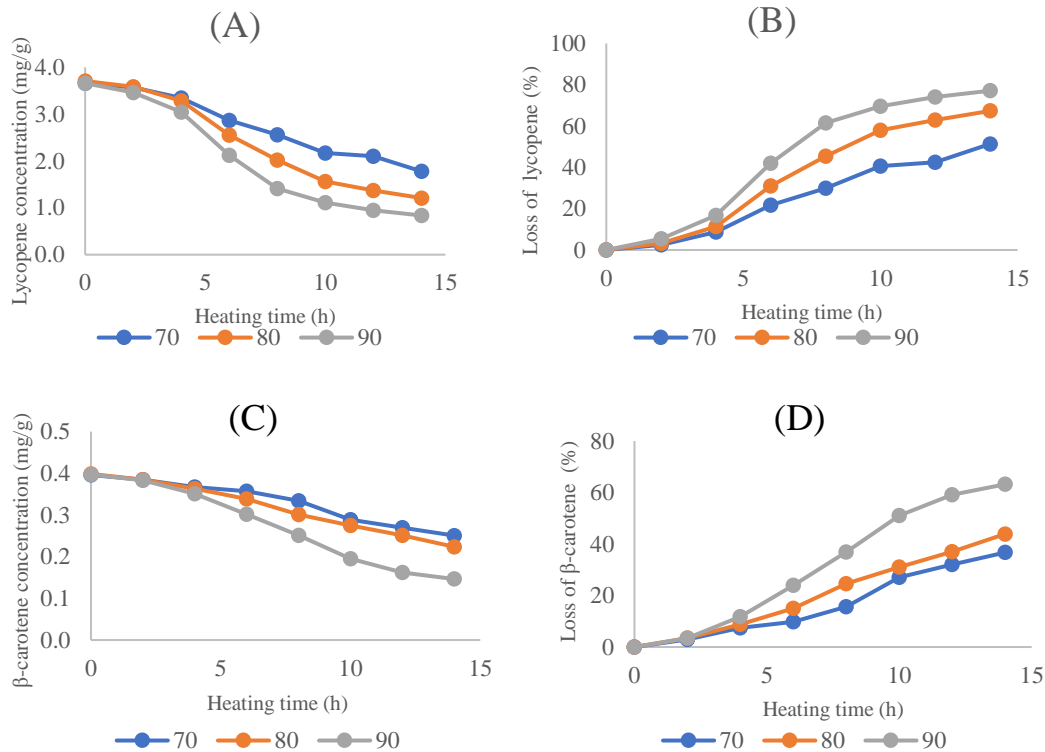 (A)
Lycopene concentration (mg/g)
4.0
3.0
2.0
1.0
0.0
0 5 10 15
Heating time (h)
70 80 90
(B)
Loss of lycopene (%)
100
80
60
40
20
0
0 5 10 15
Heating time (h)
70 80 90
(C)
β-carotene concentration (mg/g)
0.5
0.4
0.3
0.2
0.1
0.0
0 5 10 15
Heating time (h)
70 80 90
(D)
Loss of β-carotene (%)
80
60
40
20
0
0 5 10 15
Heating time (h)
70 80 90